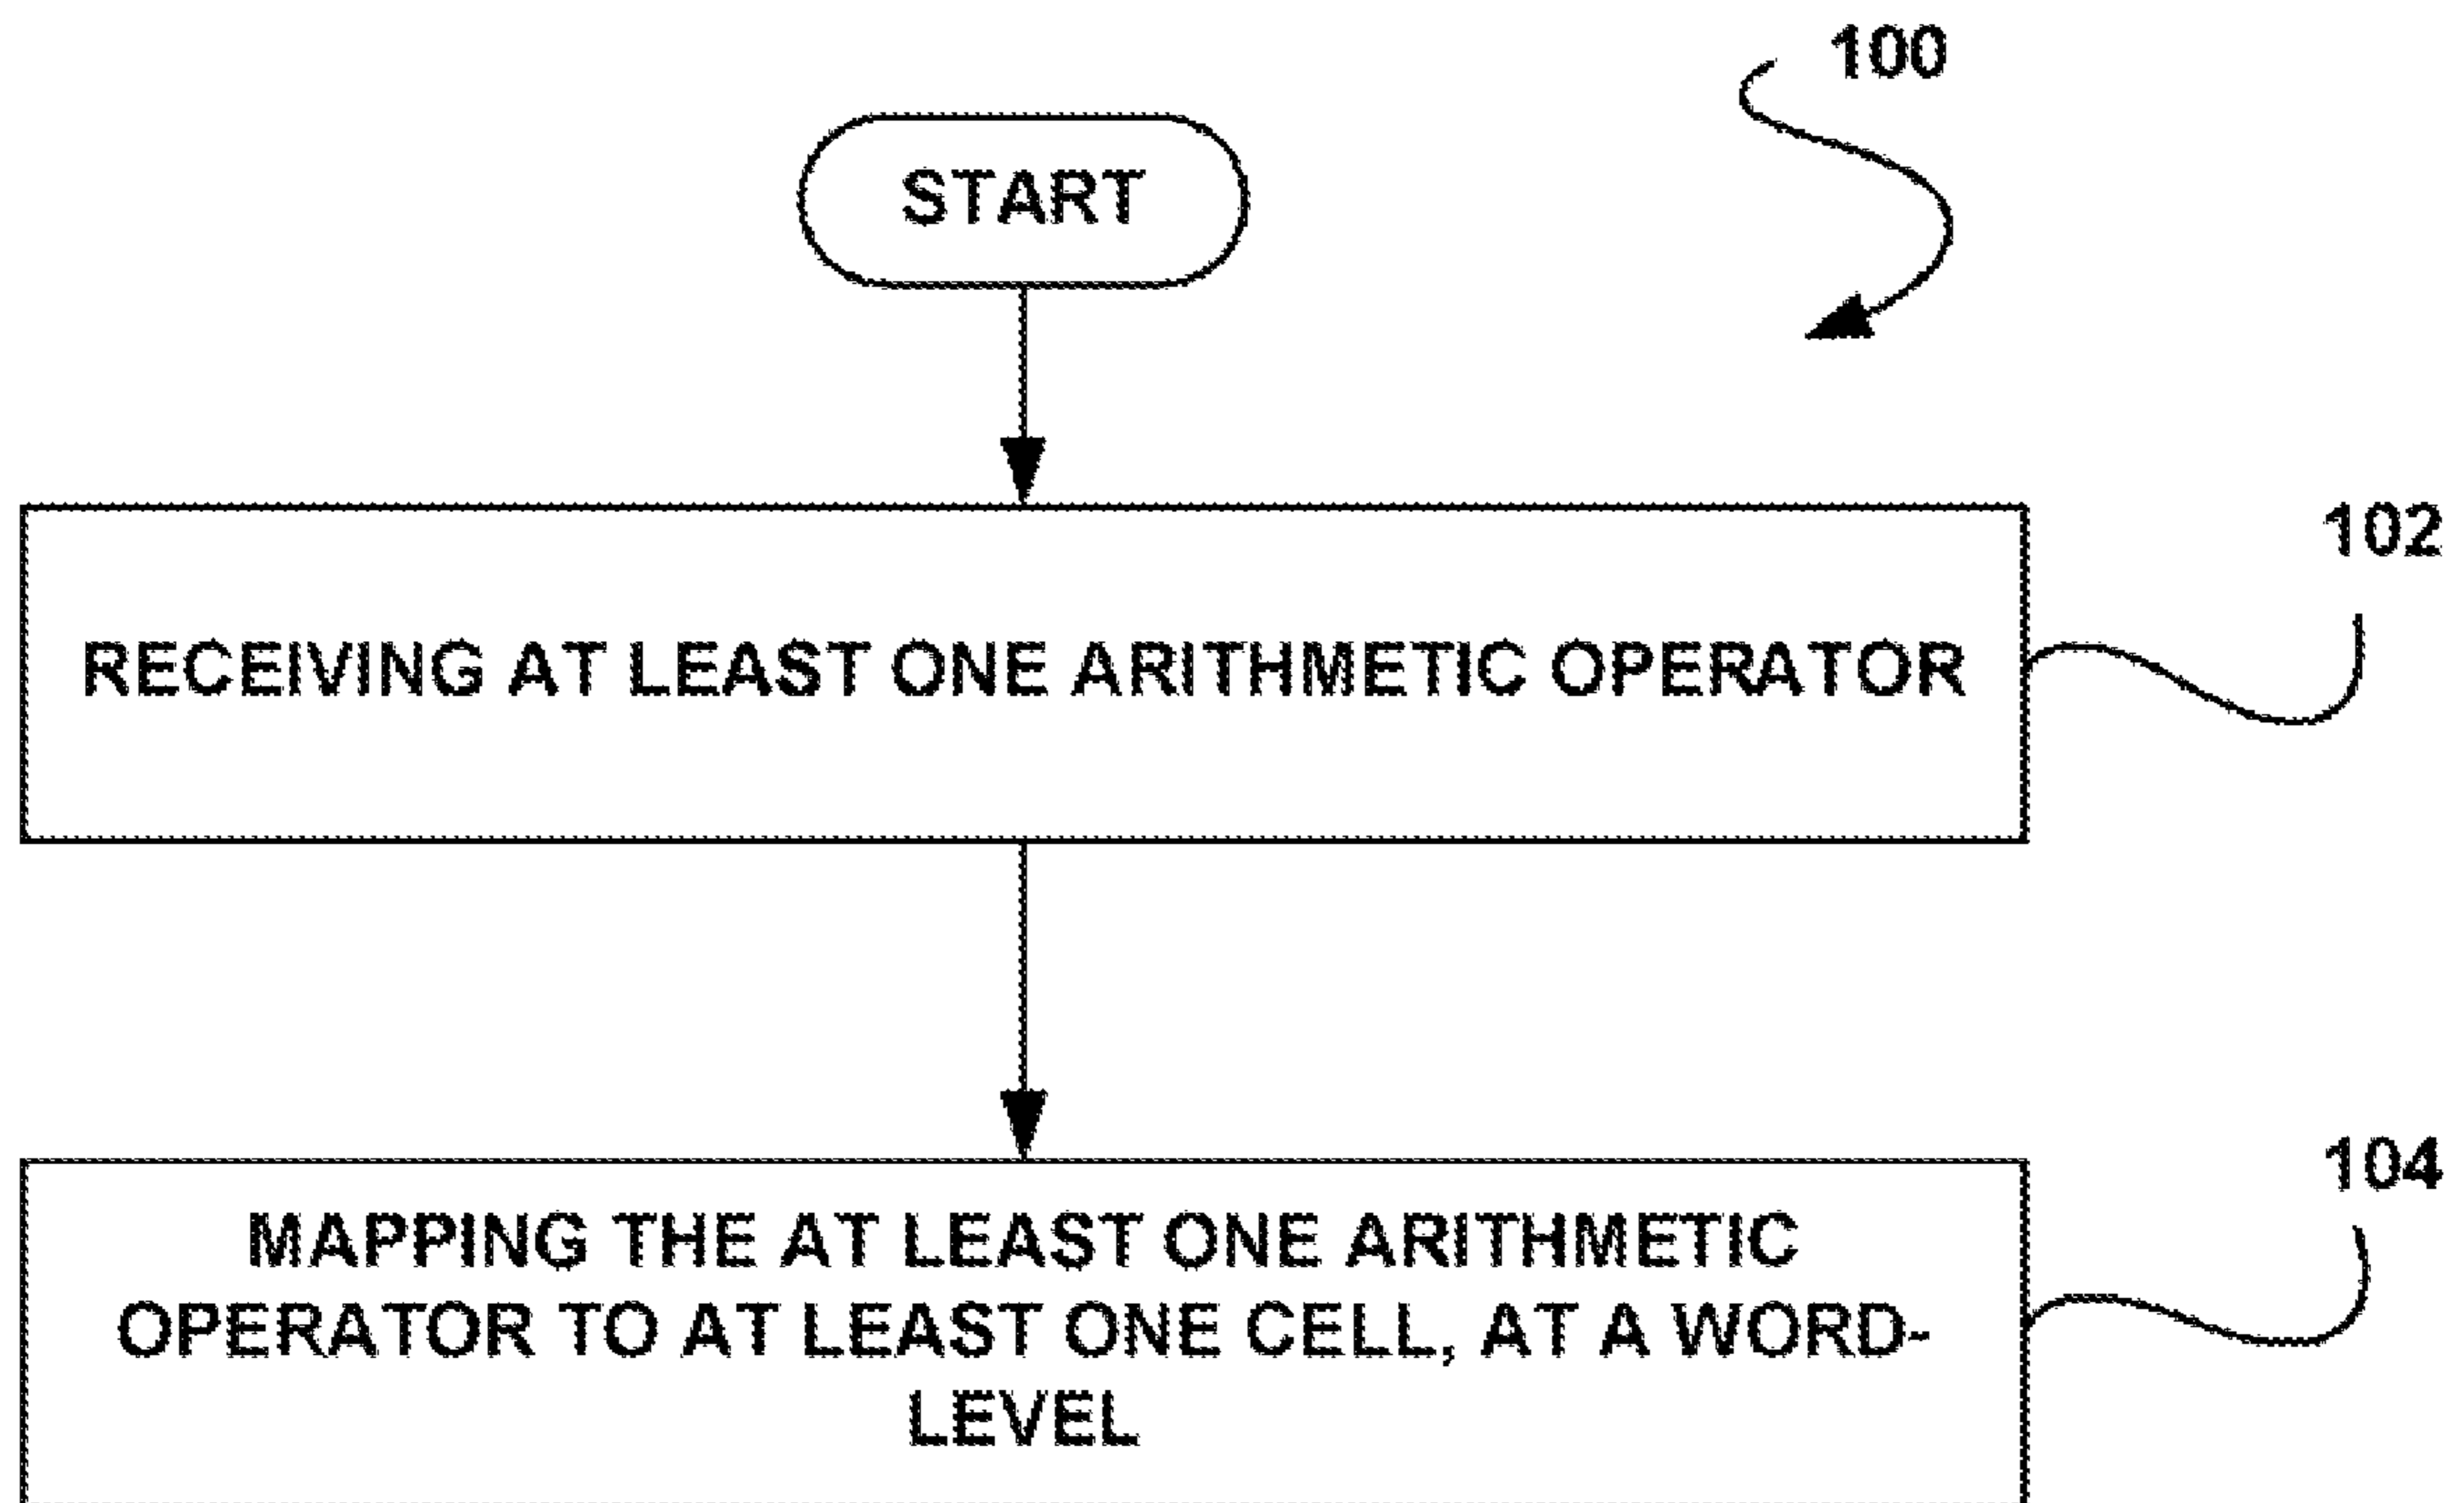 100
START
102
RECEIVING AT LEAST ONE ARITHMETIC OPERATOR
104
MAPPING THE AT LEAST ONE ARITHMETIC
OPERATOR TO AT LEAST ONE CELL, AT A WORD-
LEVEL